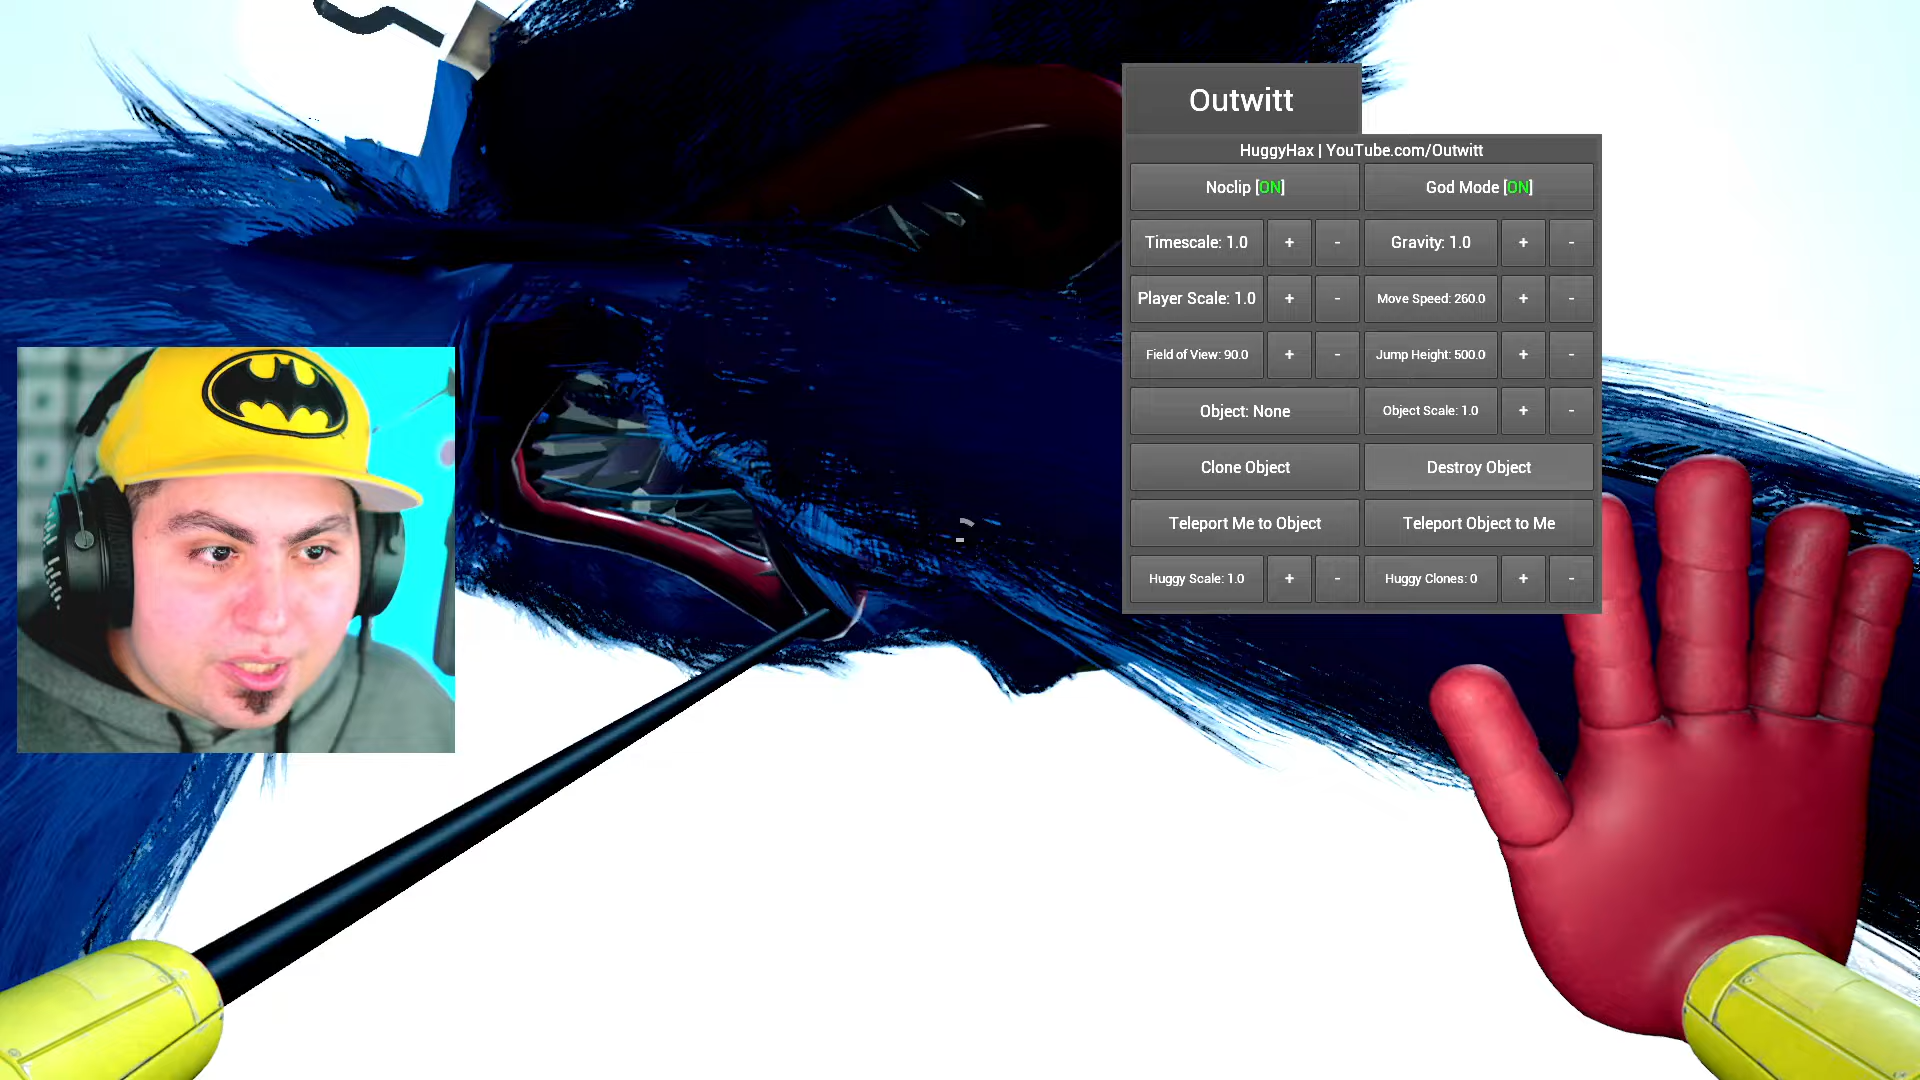 Outwitt
HuggyHax | YouTube.com/Outwitt
Noclip [ON] God Mode [ON]
Timescale: 1.0 + - Gravity: 1.0 + -
Player Scale: 1.0 + - Move Speed: 260.0 + -
Field of View: 90.0 + - Jump Height: 500.0 + -
Object: None Object Scale: 1.0 + -
Clone Object Destroy Object
Teleport Me to Object Teleport Object to Me
Huggy Scale: 1.0 + - Huggy Clones: 0 + -